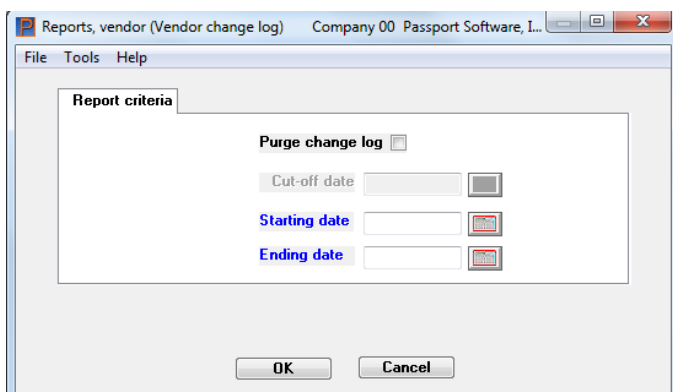 Reports, vendor (Vendor change log) Company 00 Passport Software, I...
File Tools Help
Report criteria
Purge change log
Cut-off date
Starting date
Ending date
OK Cancel